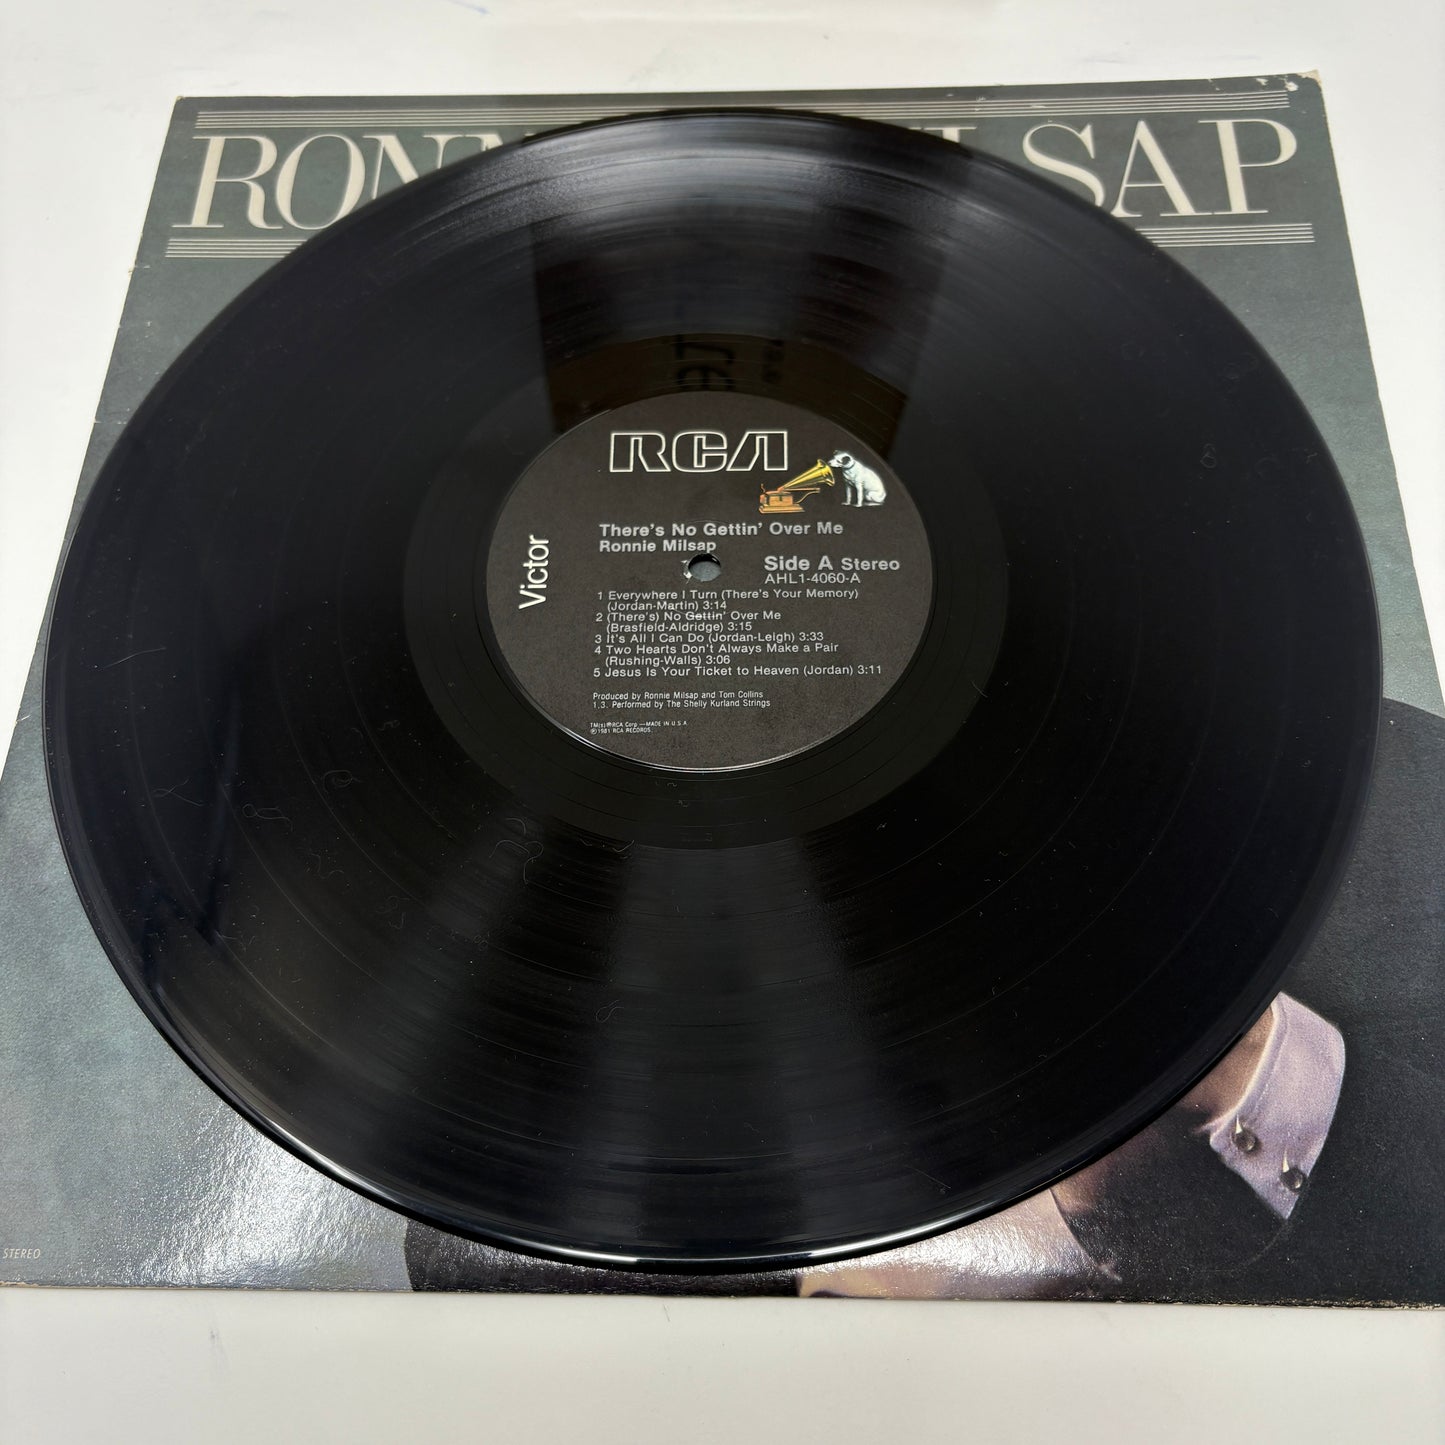 RON
LSAP
RCA
Victor
There's No Gettin' Over Me
Ronnie Milsap
Side A Stereo
AHL1-4060-A
1 Everywhere I Turn (There's Your Memory)
(Jordan-Martin) 3:14
2 (There's) No Gettin' Over Me
(Brasfield-Aldridge) 3:15
3 It's All I Can Do (Jordan-Leigh) 3:33
4 Two Hearts Don't Always Make a Pair
(Rushing-Walls) 3:06
5 Jesus Is Your Ticket to Heaven (Jordan) 3:11
Produced by Ronnie Milsap and Tom Collins
1.3. Performed by The Shelly Kurland Strings
TM(s)®RCA Corp.—MADE IN U.S.A.
℗1981 RCA RECORDS.
STEREO